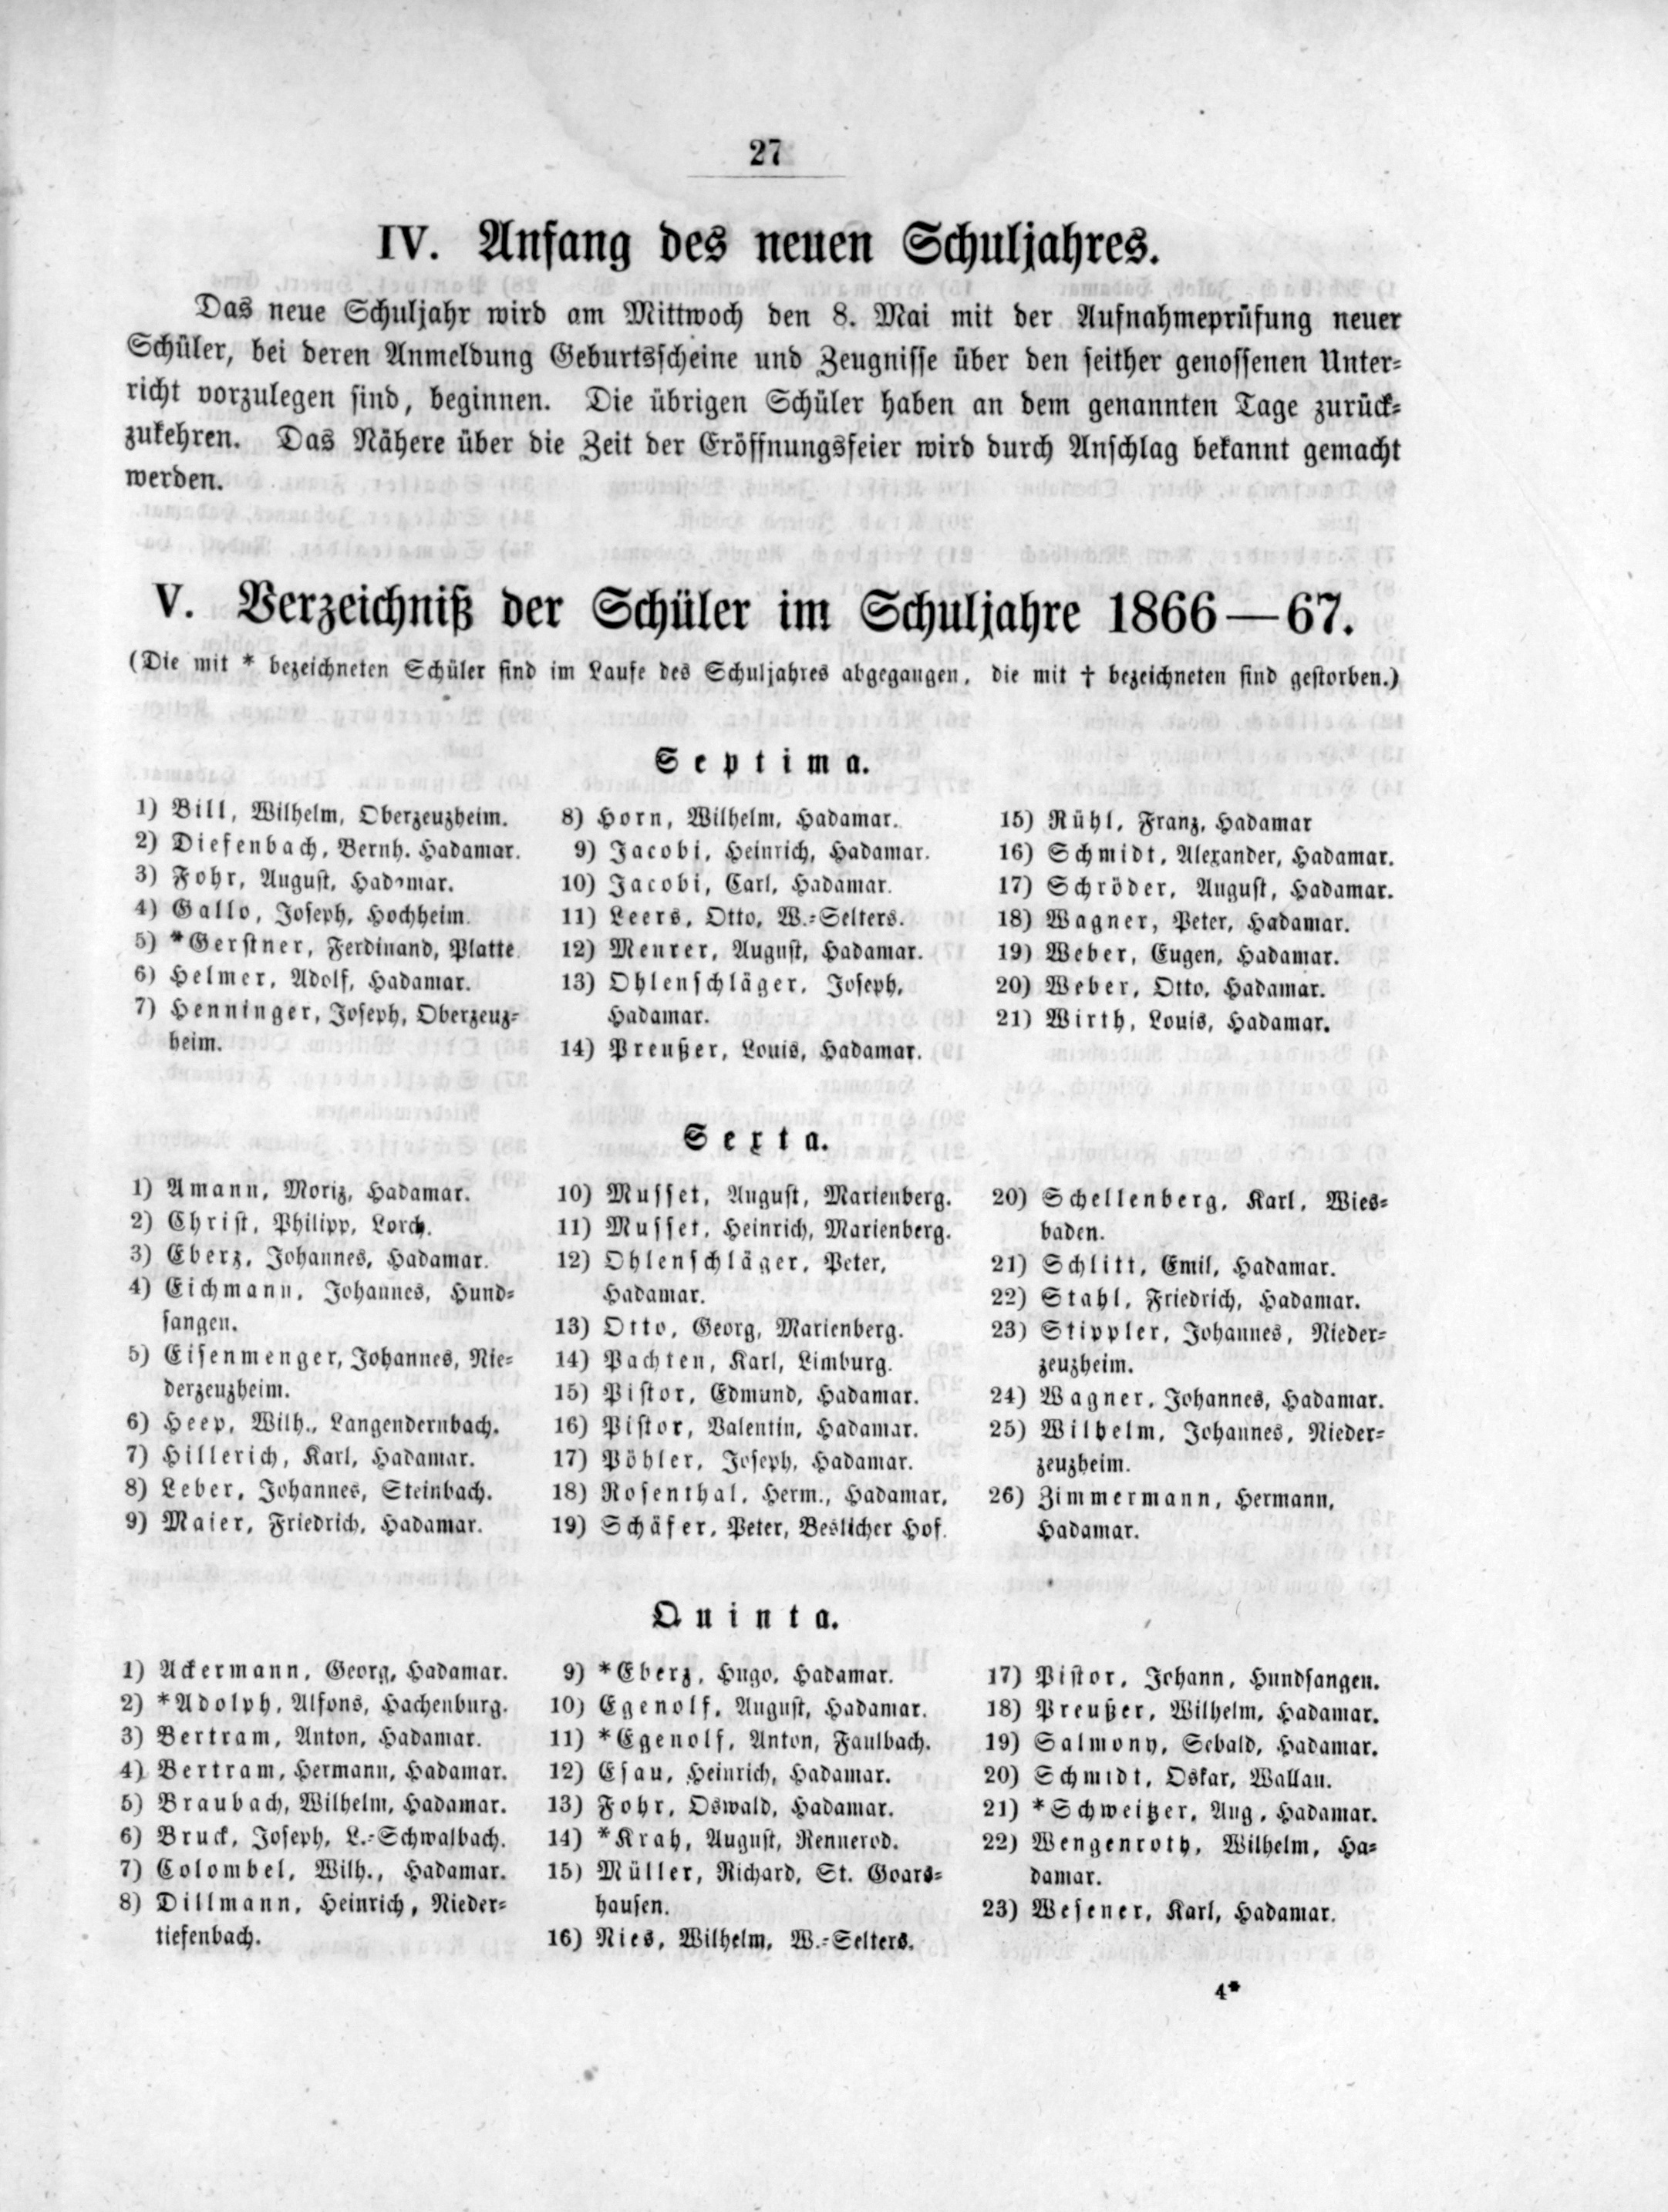 27
IV. Anfang des neuen Schuljahres.
Das neue Schuljahr wird am Mittwoch den 8. Mai mit der Aufnahmeprüfung neuer
Schüler, bei deren Anmeldung Geburtsscheine und Zeugnisse über den seither genossenen Unter-
richt vorzulegen sind, beginnen. Die übrigen Schüler haben an dem genannten Tage zurück-
zukehren. Das Nähere über die Zeit der Eröffnungsfeier wird durch Anschlag bekannt gemacht
werden.
V. Verzeichniß der Schüler im Schuljahre 1866—67.
(Die mit * bezeichneten Schüler sind im Laufe des Schuljahres abgegangen, die mit † bezeichneten sind gestorben.)
Septima.
1) Bill, Wilhelm, Oberzeuzheim.
2) Diefenbach, Bernh. Hadamar.
3) Fohr, August, Hadamar.
4) Gallo, Joseph, Hochheim.
5) *Gerstner, Ferdinand, Platte.
6) Helmer, Adolf, Hadamar.
7) Henninger, Joseph, Oberzeuz-
heim.
8) Horn, Wilhelm, Hadamar.
9) Jacobi, Heinrich, Hadamar.
10) Jacobi, Carl, Hadamar.
11) Leers, Otto, W.-Selters.
12) Meurer, August, Hadamar.
13) Ohlenschläger, Joseph,
Hadamar.
14) Preußer, Louis, Hadamar.
15) Rühl, Franz, Hadamar
16) Schmidt, Alexander, Hadamar.
17) Schröder, August, Hadamar.
18) Wagner, Peter, Hadamar.
19) Weber, Eugen, Hadamar.
20) Weber, Otto, Hadamar.
21) Wirth, Louis, Hadamar.
Sexta.
1) Amann, Moriz, Hadamar.
2) Christ, Philipp, Lorch.
3) Eberz, Johannes, Hadamar.
4) Eichmann, Johannes, Hund-
sangen.
5) Eisenmenger, Johannes, Nie-
derzeuzheim.
6) Heep, Wilh., Langendernbach.
7) Hillerich, Karl, Hadamar.
8) Leber, Johannes, Steinbach.
9) Maier, Friedrich, Hadamar.
10) Musset, August, Marienberg.
11) Musset, Heinrich, Marienberg.
12) Ohlenschläger, Peter,
Hadamar.
13) Otto, Georg, Marienberg.
14) Pachten, Karl, Limburg.
15) Pistor, Edmund, Hadamar.
16) Pistor, Valentin, Hadamar.
17) Pöhler, Joseph, Hadamar.
18) Rosenthal, Herm., Hadamar,
19) Schäfer, Peter, Beslicher Hof.
20) Schellenberg, Karl, Wies-
baden.
21) Schlitt, Emil, Hadamar.
22) Stahl, Friedrich, Hadamar.
23) Stippler, Johannes, Nieder-
zeuzheim.
24) Wagner, Johannes, Hadamar.
25) Wilhelm, Johannes, Nieder-
zeuzheim.
26) Zimmermann, Hermann,
Hadamar.
Quinta.
1) Ackermann, Georg, Hadamar.
2) *Adolph, Alfons, Hachenburg.
3) Bertram, Anton, Hadamar.
4) Bertram, Hermann, Hadamar.
5) Braubach, Wilhelm, Hadamar.
6) Bruck, Joseph, L.-Schwalbach.
7) Colombel, Wilh., Hadamar.
8) Dillmann, Heinrich, Nieder-
tiefenbach.
9) *Eberz, Hugo, Hadamar.
10) Egenolf, August, Hadamar.
11) *Egenolf, Anton, Faulbach.
12) Esau, Heinrich, Hadamar.
13) Fohr, Oswald, Hadamar.
14) *Krah, August, Rennerod.
15) Müller, Richard, St. Goars-
hausen.
16) Nies, Wilhelm, W.-Selters.
17) Pistor, Johann, Hundsangen.
18) Preußer, Wilhelm, Hadamar.
19) Salmony, Sebald, Hadamar.
20) Schmidt, Oskar, Wallau.
21) *Schweitzer, Aug, Hadamar.
22) Wengenroth, Wilhelm, Ha-
damar.
23) Wesener, Karl, Hadamar.
4*